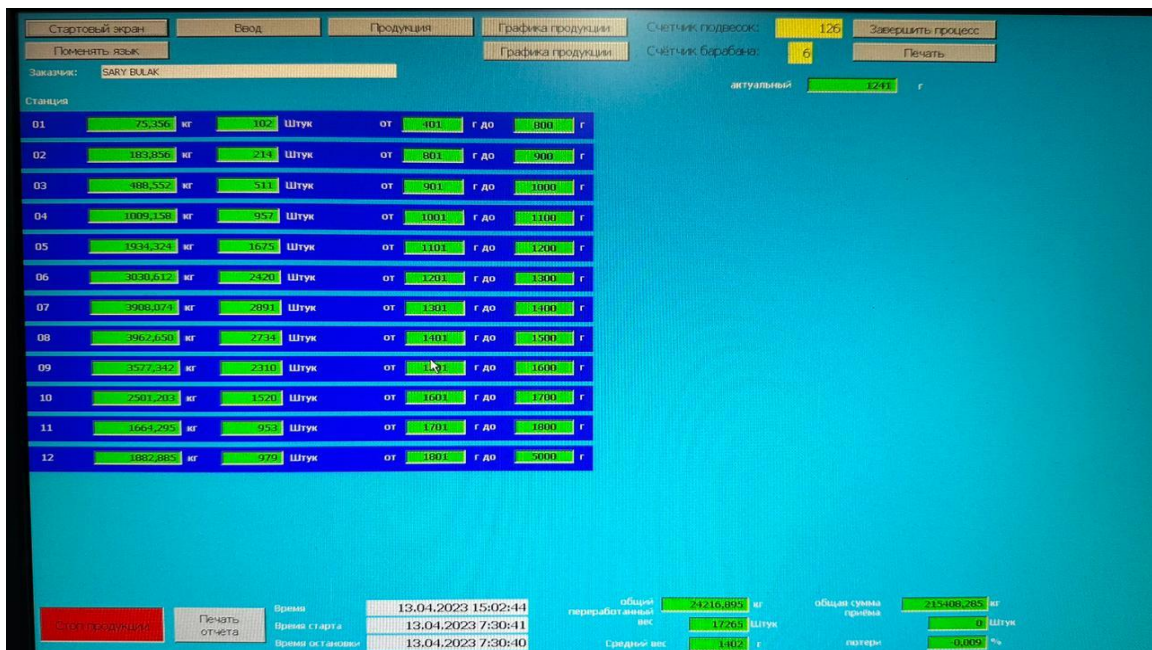 Стартовый экран Ввод Продукция Графика продукции Счетчик подвесок: 126 Завершить процесс
Поменять язык Графика продукции Счётчик барабана: 6 Печать
Заказчик: SARY BULAK
актуальный 1241 г
Станция
01 75,356 кг 102 Штук от 401 г до 800 г
02 183,856 кг 214 Штук от 801 г до 900 г
03 488,552 кг 511 Штук от 901 г до 1000 г
04 1009,158 кг 957 Штук от 1001 г до 1100 г
05 1934,324 кг 1675 Штук от 1101 г до 1200 г
06 3030,612 кг 2420 Штук от 1201 г до 1300 г
07 3908,074 кг 2891 Штук от 1301 г до 1400 г
08 3962,650 кг 2734 Штук от 1401 г до 1500 г
09 3577,342 кг 2310 Штук от г до 1600 г
10 2501,203 кг 1520 Штук от 1601 г до 1700 г
11 1664,295 кг 953 Штук от 1701 г до 1800 г
12 1882,885 кг 979 Штук от 1801 г до 5000 г
Стоп продукции
Печать
отчёта
Время 13.04.2023 15:02:44
Время старта 13.04.2023 7:30:41
Время остановки 13.04.2023 7:30:40
общий
переработанный
вес
24216,895 кг
17265 Штук
Средний вес 1402 г
общая сумма
приёма
215408,285 кг
0 Штук
потери 0,009 %